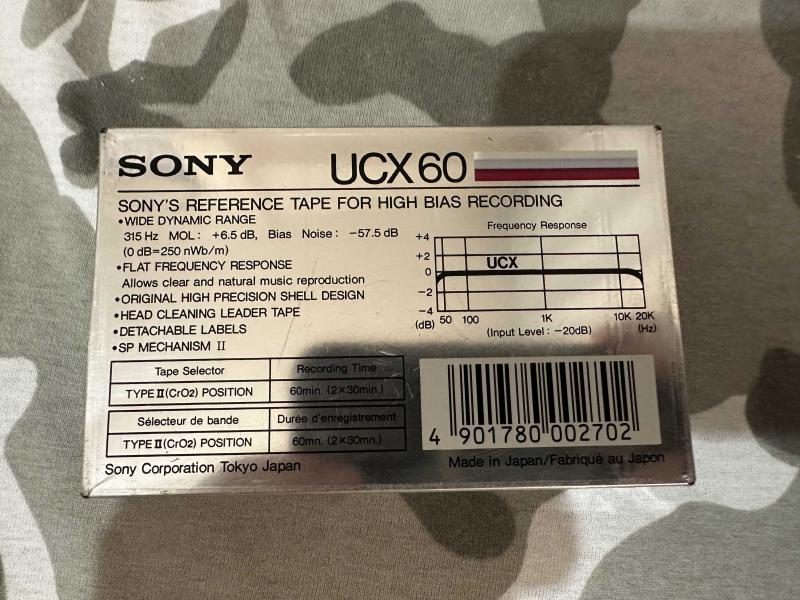 SONY UCX60
SONY'S REFERENCE TAPE FOR HIGH BIAS RECORDING
•WIDE DYNAMIC RANGE
315 Hz MOL: +6.5 dB, Bias Noise: −57.5 dB
(0 dB=250 nWb/m)
•FLAT FREQUENCY RESPONSE
Allows clear and natural music reproduction
•ORIGINAL HIGH PRECISION SHELL DESIGN
•HEAD CLEANING LEADER TAPE
•DETACHABLE LABELS
•SP MECHANISM II
Frequency Response
+4
+2
0
−2
−4
(dB)
UCX
50 100 1K 10K 20K
(Hz)
(Input Level: −20dB)
Tape Selector Recording Time
TYPE II (CrO2) POSITION 60min. (2×30min.)
Sélecteur de bande Durée d'enregistrement
TYPE II (CrO2) POSITION 60mn. (2×30mn.)
4 901780 002702
Sony Corporation Tokyo Japan
Made in Japan/Fabriqué au Japon